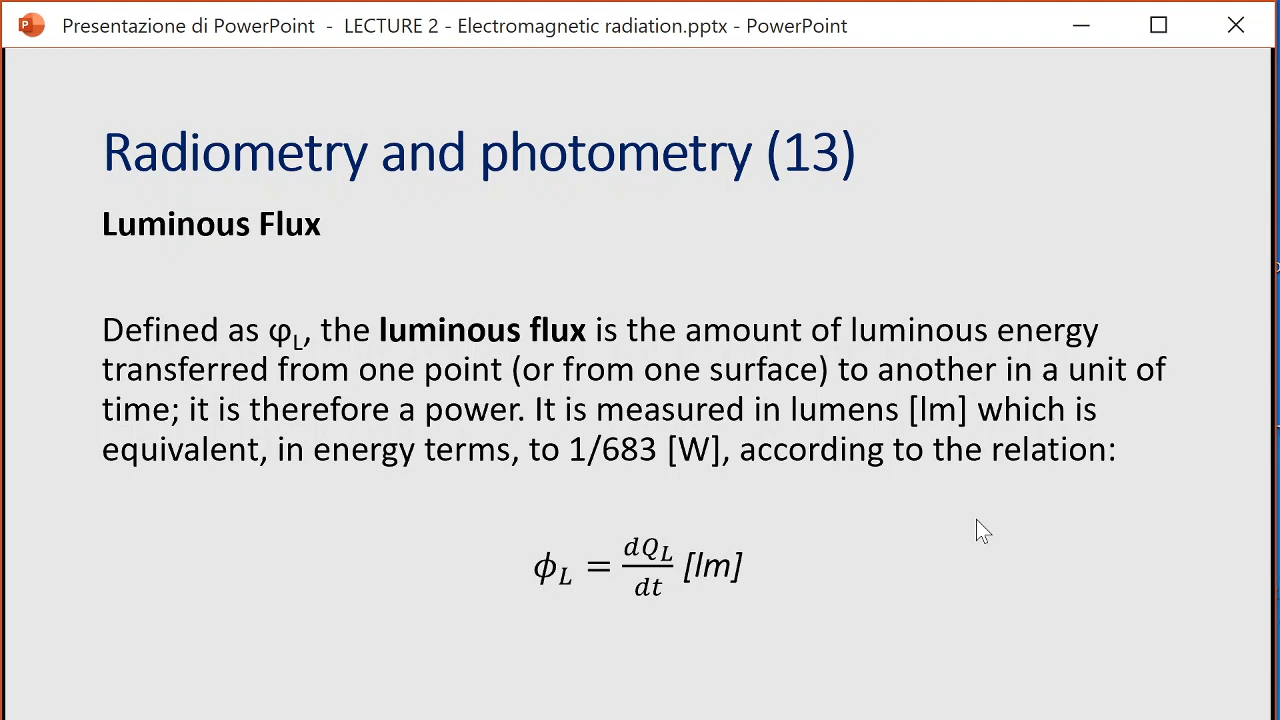 Presentazione di PowerPoint - LECTURE 2 - Electromagnetic radiation.pptx - PowerPoint
Radiometry and photometry (13)
Luminous Flux
Defined as φL, the luminous flux is the amount of luminous energy
transferred from one point (or from one surface) to another in a unit of
time; it is therefore a power. It is measured in lumens [lm] which is
equivalent, in energy terms, to 1/683 [W], according to the relation:
ϕL = dQL/dt [lm]